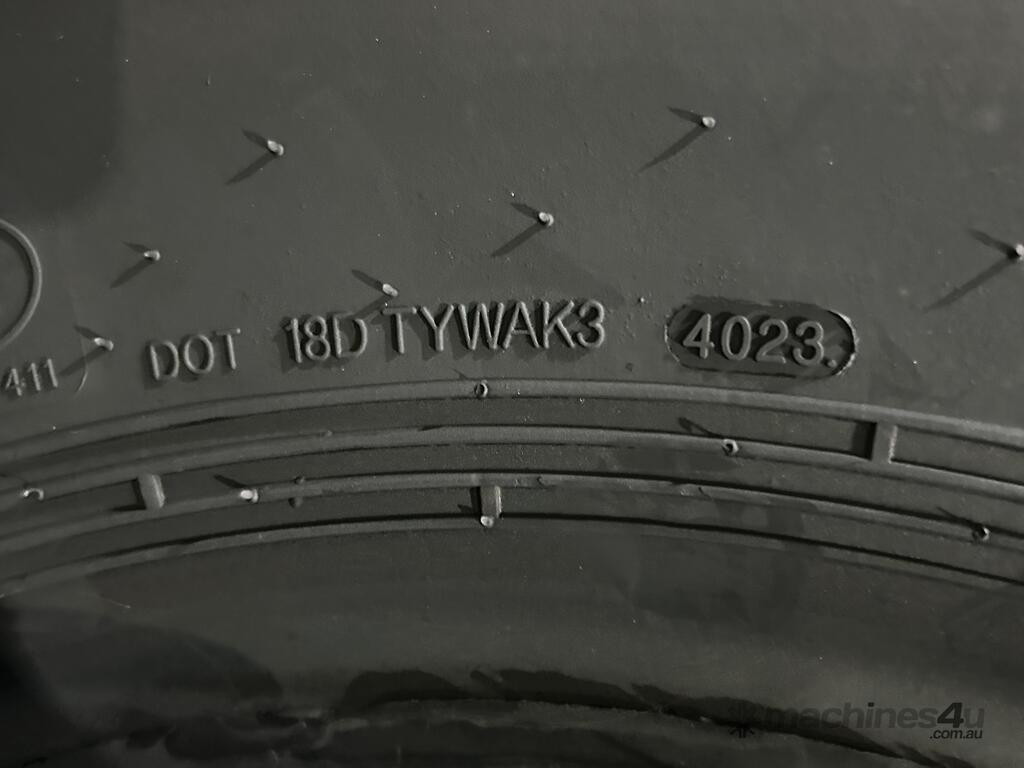 411 DOT 18D TYWAK3 4023.
machines4u
.com.au